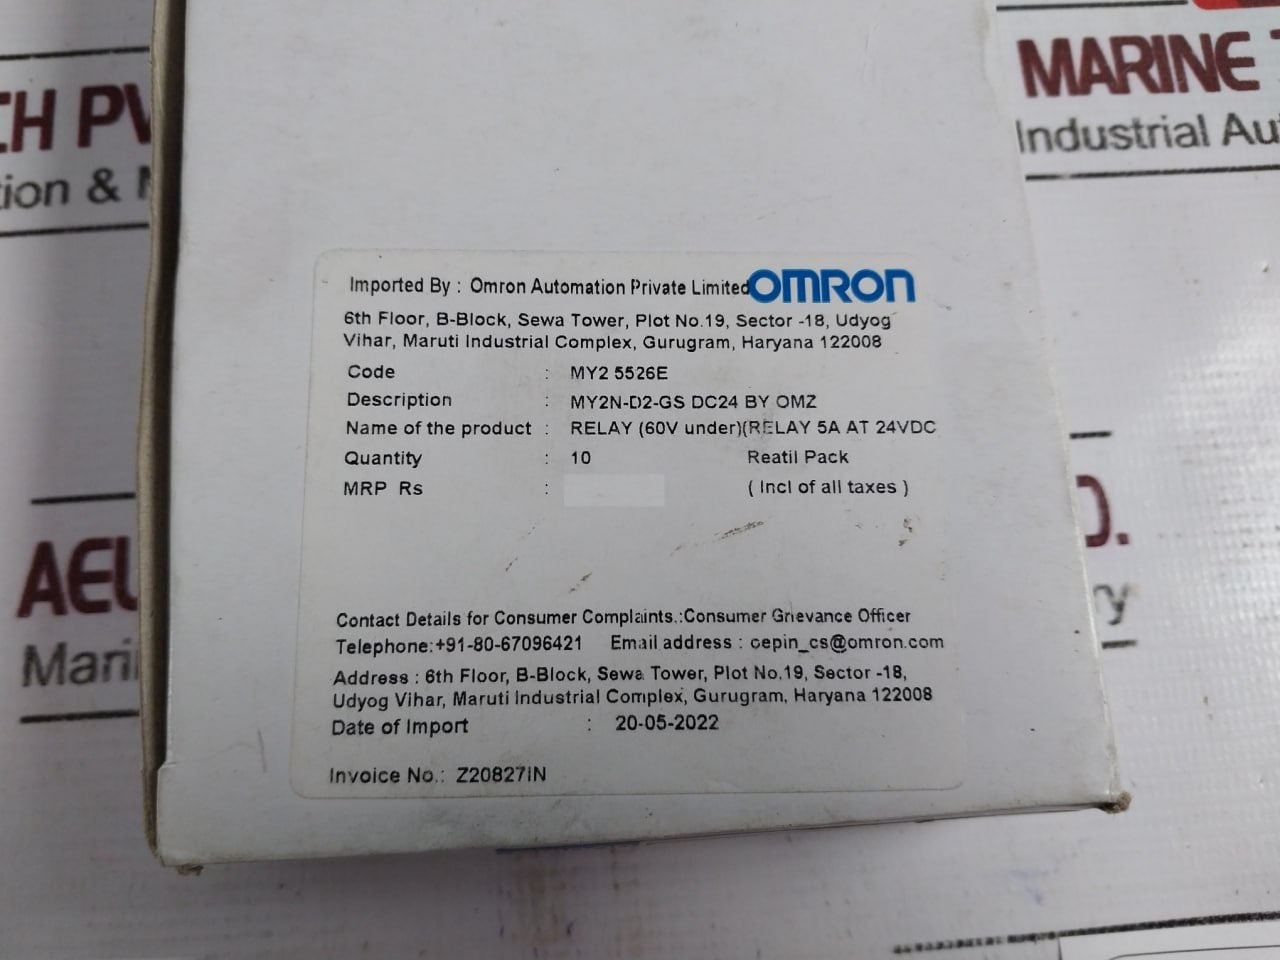 CH PV
tion &
MARINE
Industrial Au
Imported By : Omron Automation Private Limited OMRON
6th Floor, B-Block, Sewa Tower, Plot No.19, Sector -18, Udyog
Vihar, Maruti Industrial Complex, Gurugram, Haryana 122008
Code : MY2 5526E
Description : MY2N-D2-GS DC24 BY OMZ
Name of the product : RELAY (60V under)(RELAY 5A AT 24VDC
Quantity : 10 Reatil Pack
MRP Rs : ( Incl of all taxes )
Contact Details for Consumer Complaints.:Consumer Grievance Officer
Telephone:+91-80-67096421 Email address : cepin_cs@omron.com
Address : 6th Floor, B-Block, Sewa Tower, Plot No.19, Sector -18,
Udyog Vihar, Maruti Industrial Complex, Gurugram, Haryana 122008
Date of Import : 20-05-2022
Invoice No.: Z20827IN
AEL
Mari
D.
ry